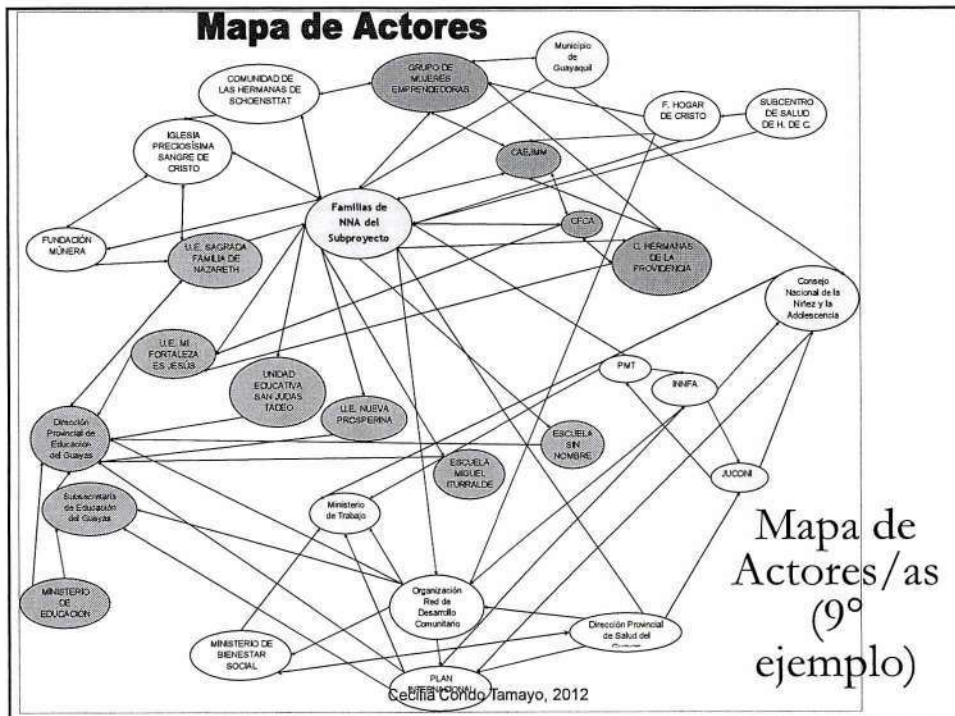 Mapa de Actores
Municipio
de
Guayaquil
GRUPO DE
MUJERES
EMPRENDEDORAS
COMUNIDAD DE
LAS HERMANAS DE
SCHOENSTTAT
F. HOGAR
DE CRISTO
SUBCENTRO
DE SALUD
DE H. DE C.
IGLESIA
PRECIOSÍSIMA
SANGRE DE
CRISTO
CAEJMM
Familias de
NNA del
Subproyecto
CFCA
FUNDACIÓN
MÚNERA
U.E. SAGRADA
FAMILIA DE
NAZARETH
C. HERMANAS
DE LA
PROVIDENCIA
Consejo
Nacional de la
Niñez y la
Adolescencia
U.E. MI
FORTALEZA
ES JESÚS
UNIDAD
EDUCATIVA
SAN JUDAS
TADEO
PMT
INNFA
U.E. NUEVA
PROSPERINA
Dirección
Provincial de
Educación
del Guayas
ESCUELA
SIN
NOMBRE
ESCUELA
MIGUEL
ITURRALDE
JUCONI
Subsecretaría
de Educación
del Guayas
Ministerio
de Trabajo
Mapa de
Actores/as
(9°
ejemplo)
MINISTERIO
DE
EDUCACIÓN
Organización
Red de
Desarrollo
Comunitario
Dirección Provincial
de Salud del
MINISTERIO DE
BIENESTAR
SOCIAL
PLAN
INTERNACIONAL
Cecilia Condo Tamayo, 2012